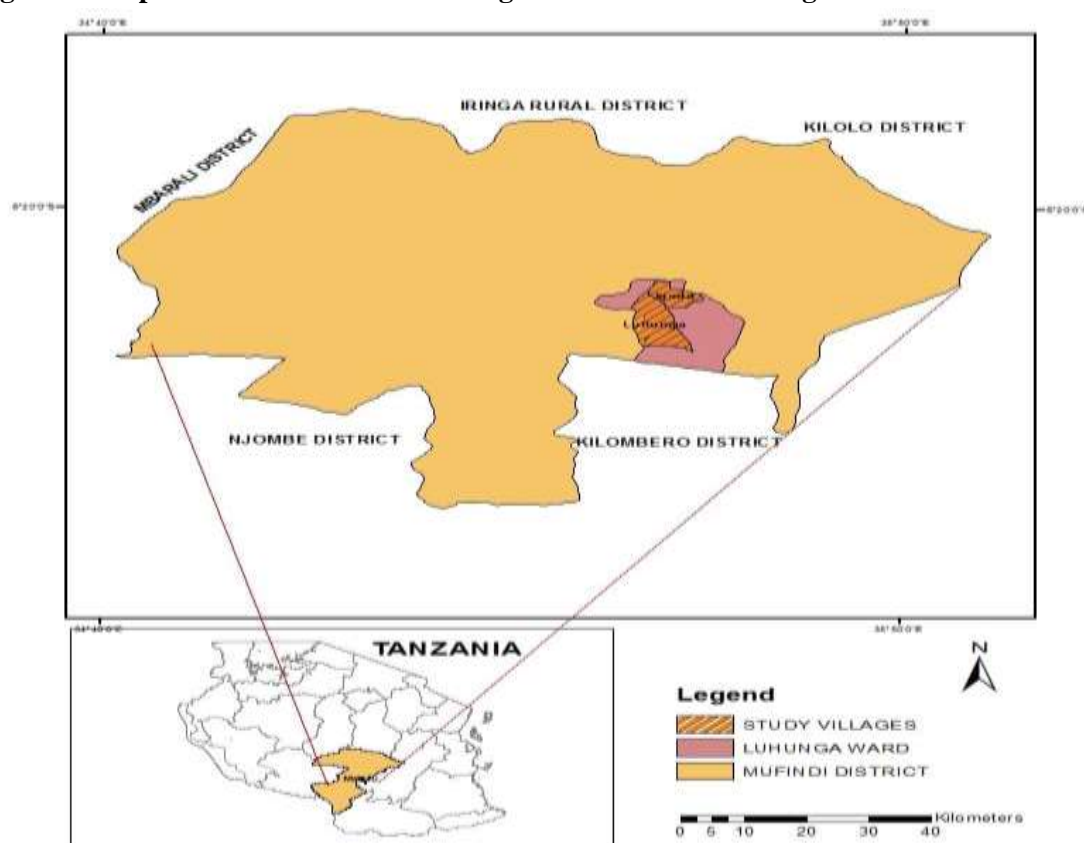 IRINGA RURAL DISTRICT
KILOLO DISTRICT
MBARALI DISTRICT
Luhunga
NJOMBE DISTRICT
KILOMBERO DISTRICT
TANZANIA
N
Legend
STUDY VILLAGES
LUHUNGA WARD
MUFINDI DISTRICT
Kilometers
0 5 10 20 30 40